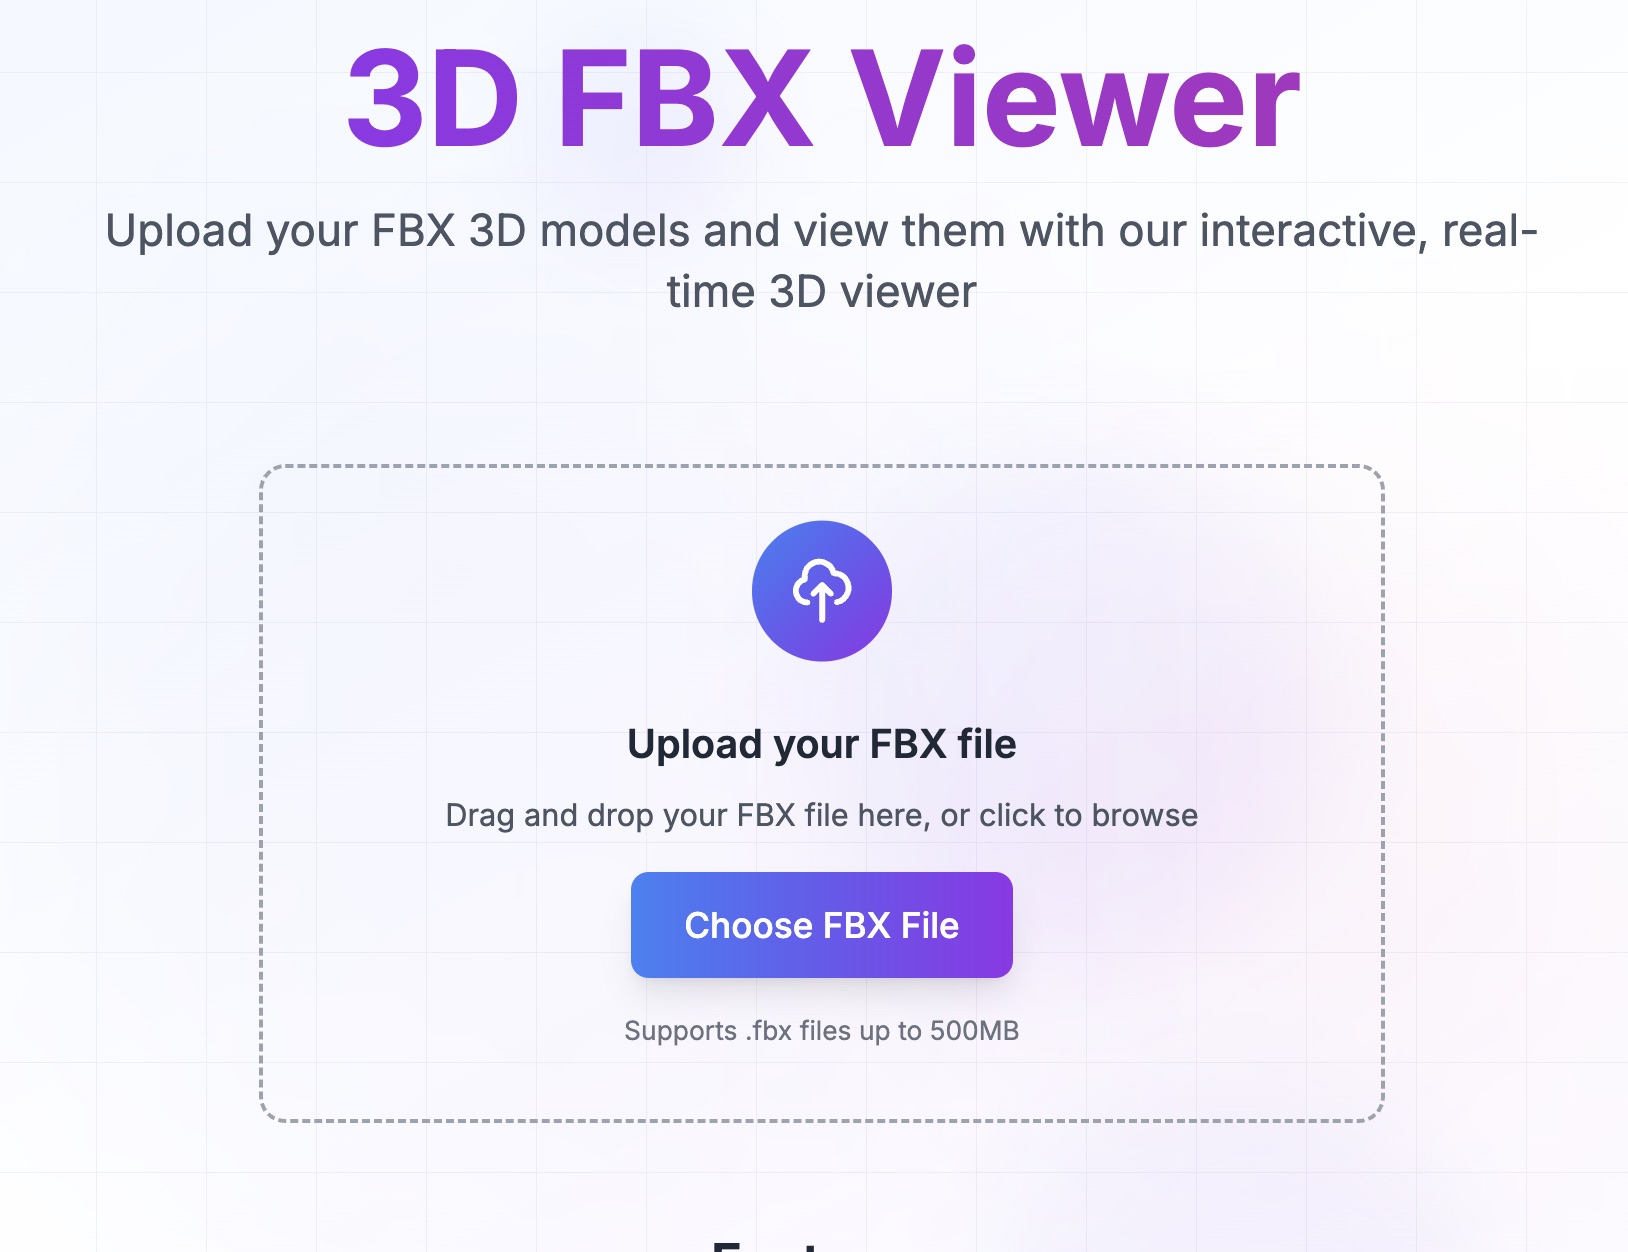 3D FBX Viewer
Upload your FBX 3D models and view them with our interactive, real-
time 3D viewer
Upload your FBX file
Drag and drop your FBX file here, or click to browse
Choose FBX File
Supports .fbx files up to 500MB